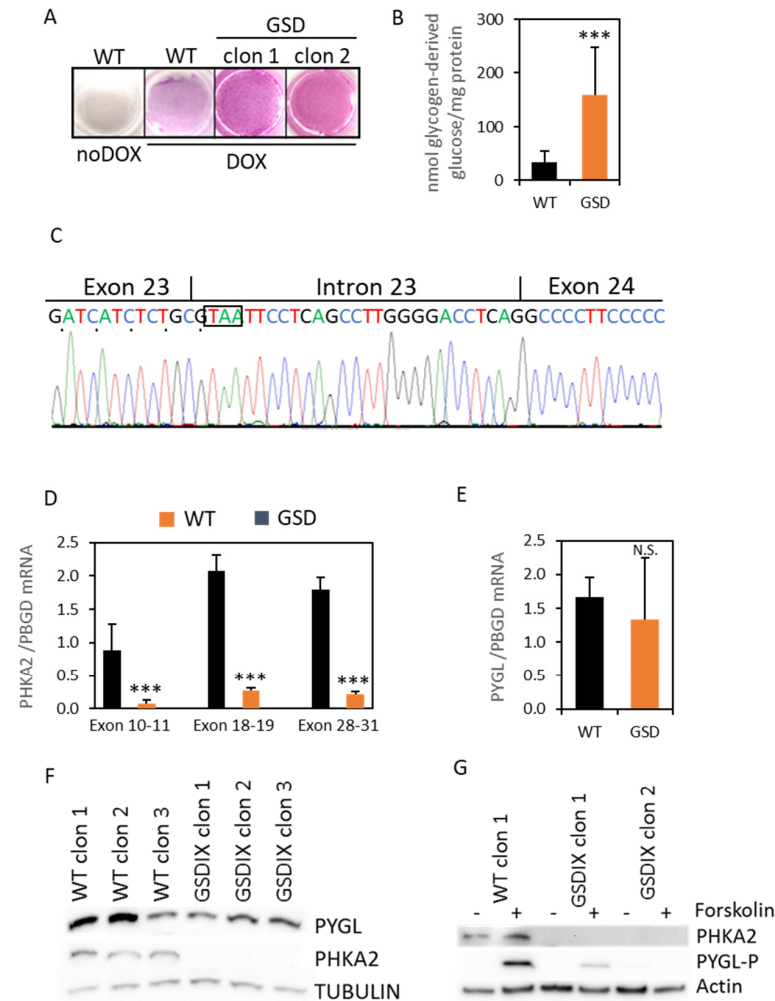 A
GSD
WT WT clon 1 clon 2
noDOX DOX
B
nmol glycogen-derived
glucose/mg protein
300
200
100
0
***
WT GSD
C
Exon 23 Intron 23 Exon 24
GATCATCTCTGCGTAATTCCTCAGCCTTGGGGACCTCAGGCCCCTTCCCCC
D
WT GSD
PHKA2 /PBGD mRNA
2.5
2.0
1.5
1.0
0.5
0.0
*** *** ***
Exon 10-11 Exon 18-19 Exon 28-31
E
PYGL /PBGD mRNA
2.5
2.0
1.5
1.0
0.5
0.0
N.S.
WT GSD
F
WT clon 1
WT clon 2
WT clon 3
GSDIX clon 1
GSDIX clon 2
GSDIX clon 3
PYGL
PHKA2
TUBULIN
G
WT clon 1
GSDIX clon 1
GSDIX clon 2
- + - + - + Forskolin
PHKA2
PYGL-P
Actin